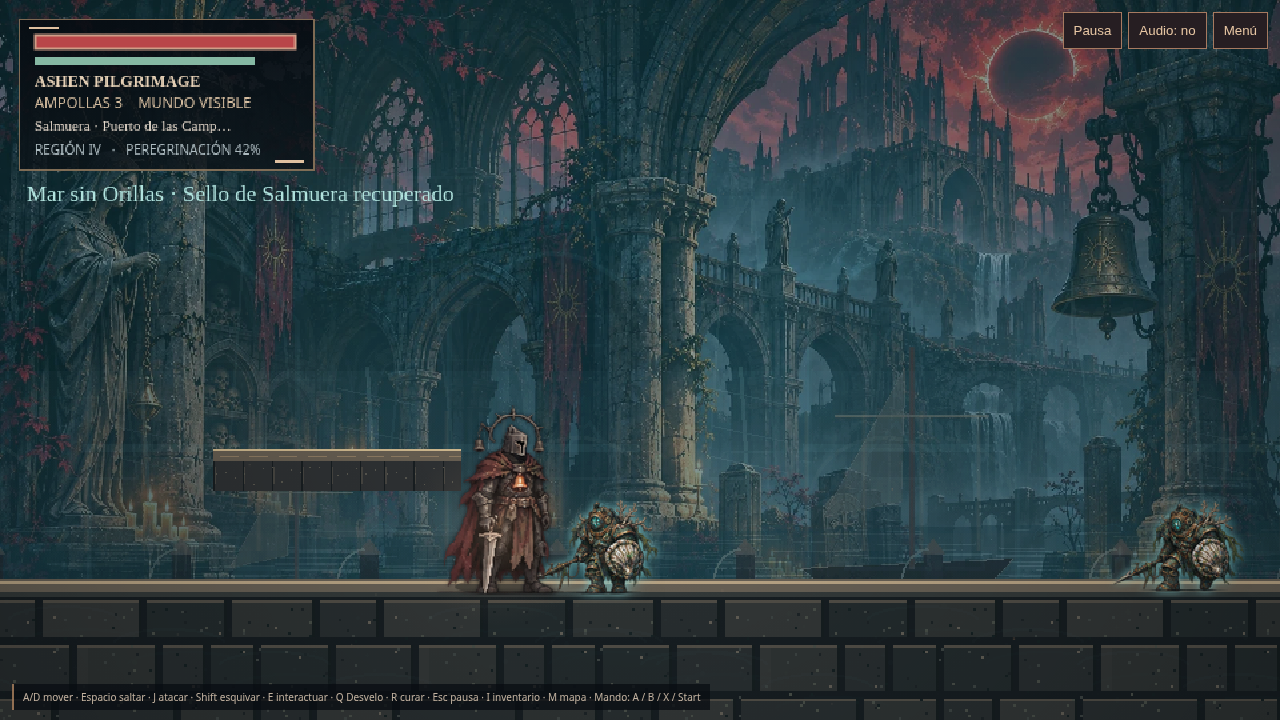 ASHEN PILGRIMAGE
AMPOLLAS 3 MUNDO VISIBLE
Salmuera · Puerto de las Camp…
REGIÓN IV · PEREGRINACIÓN 42%
Mar sin Orillas · Sello de Salmuera recuperado
Pausa
Audio: no
Menú
A/D mover · Espacio saltar · J atacar · Shift esquivar · E interactuar · Q Desvelo · R curar · Esc pausa · I inventario · M mapa · Mando: A / B / X / Start